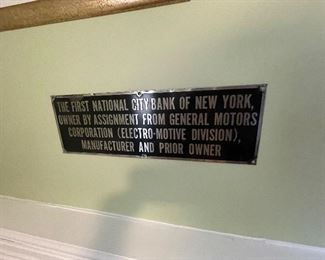 THE FIRST NATIONAL CITY BANK OF NEW YORK,
OWNER BY ASSIGNMENT FROM GENERAL MOTORS
CORPORATION (ELECTRO-MOTIVE DIVISION),
MANUFACTURER AND PRIOR OWNER